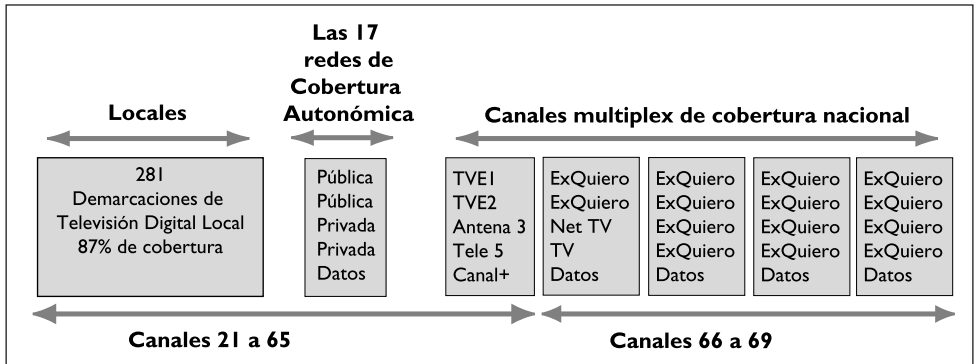 Locales
Las 17
redes de
Cobertura
Autonómica
Canales multiplex de cobertura nacional
281
Demarcaciones de
Televisión Digital Local
87% de cobertura
Pública
Pública
Privada
Privada
Datos
TVE1
TVE2
Antena 3
Tele 5
Canal+
ExQuiero
ExQuiero
Net TV
TV
Datos
ExQuiero
ExQuiero
ExQuiero
ExQuiero
Datos
ExQuiero
ExQuiero
ExQuiero
ExQuiero
Datos
ExQuiero
ExQuiero
ExQuiero
ExQuiero
Datos
Canales 21 a 65
Canales 66 a 69